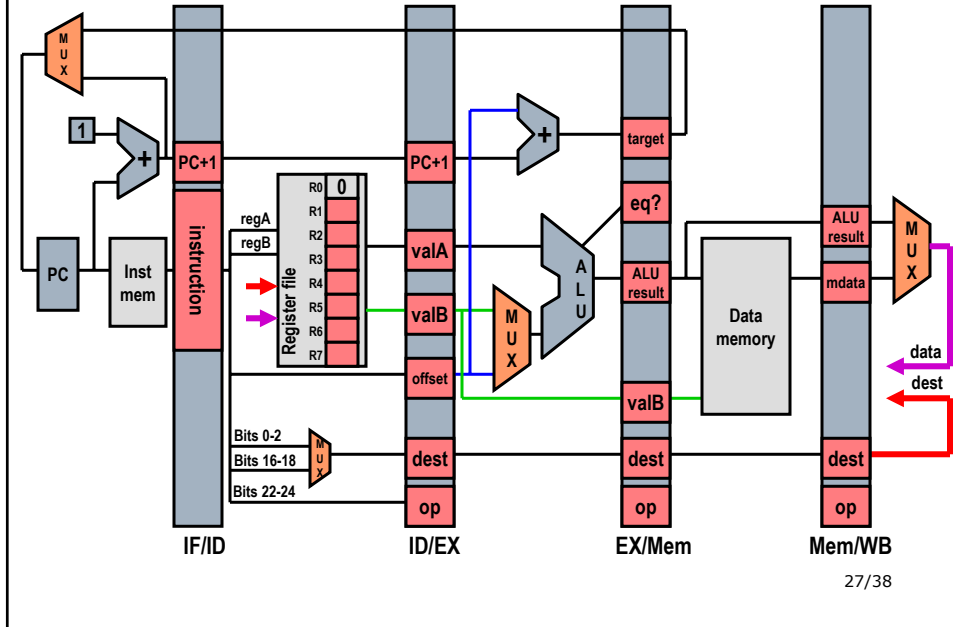 M
U
X
1
+
PC
Inst
mem
PC+1
instruction
regA
regB
Register file
R0
0
R1
R2
R3
R4
R5
R6
R7
Bits 0-2
Bits 16-18
Bits 22-24
M
U
X
PC+1
valA
valB
offset
dest
op
+
M
U
X
A
L
U
target
eq?
ALU
result
valB
dest
op
Data
memory
ALU
result
mdata
dest
op
M
U
X
data
dest
IF/ID
ID/EX
EX/Mem
Mem/WB
27/38